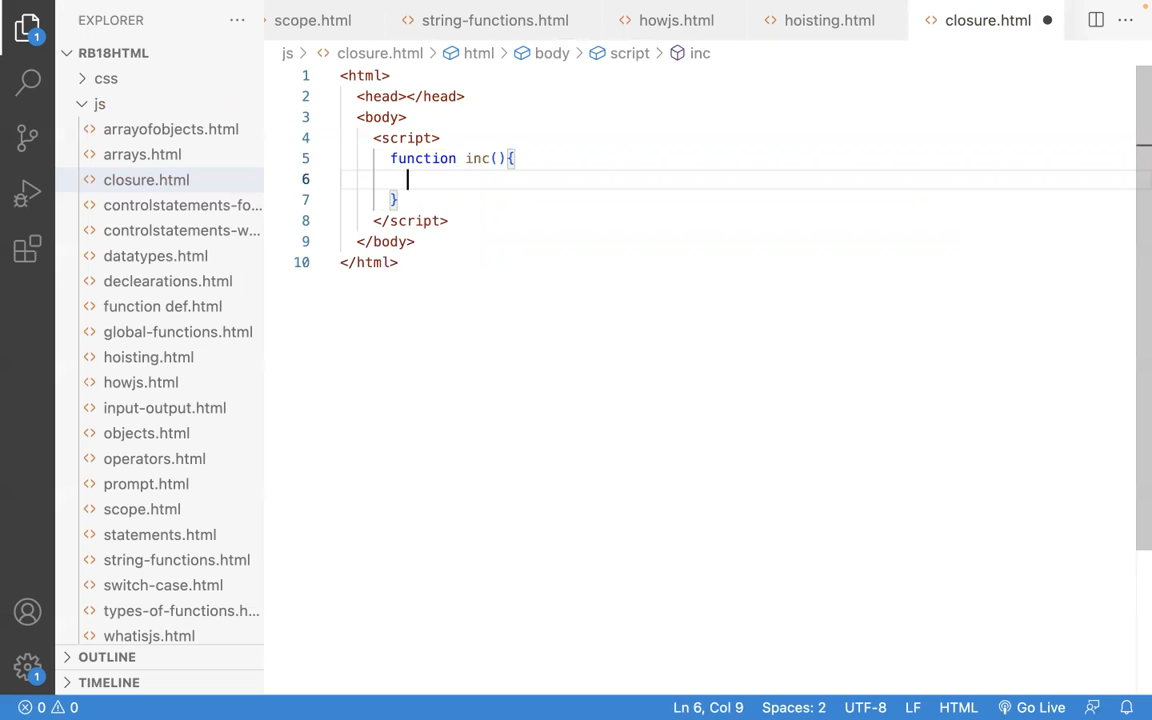 EXPLORER
scope.html
string-functions.html
howjs.html
hoisting.html
closure.html
RB18HTML
css
js
arrayofobjects.html
arrays.html
closure.html
controlstatements-fo...
controlstatements-w...
datatypes.html
declearations.html
function def.html
global-functions.html
hoisting.html
howjs.html
input-output.html
objects.html
operators.html
prompt.html
scope.html
statements.html
string-functions.html
switch-case.html
types-of-functions.h...
whatisjs.html
OUTLINE
TIMELINE
js > closure.html > html > body > script > inc
1 <html>
2 <head></head>
3 <body>
4 <script>
5 function inc(){
6
7 }
8 </script>
9 </body>
10 </html>
1
1
0 0 Ln 6, Col 9 Spaces: 2 UTF-8 LF HTML Go Live